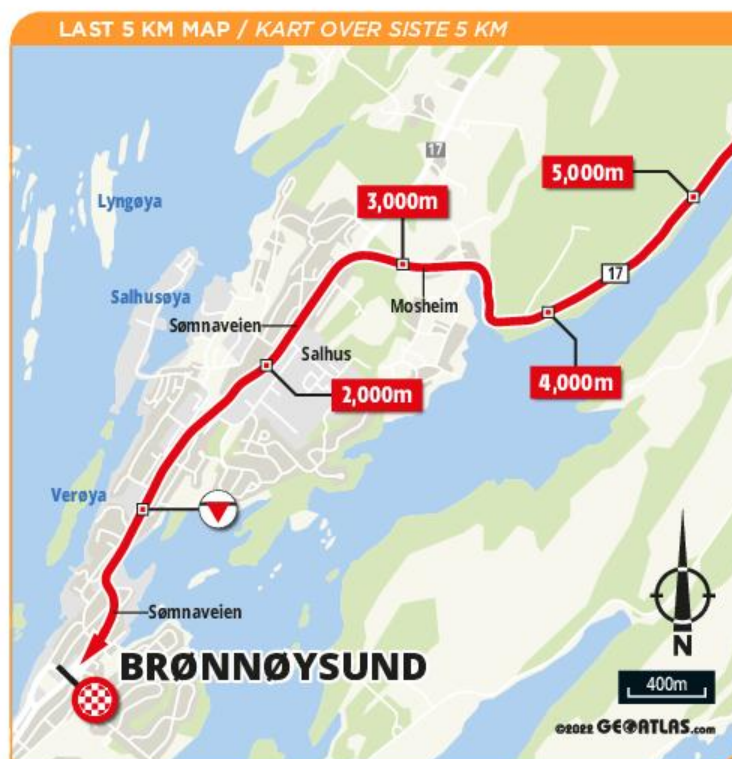 LAST 5 KM MAP / KART OVER SISTE 5 KM
17
5,000m
Lyngøya
3,000m
17
Salhusøya
Mosheim
Sømnaveien
Salhus
4,000m
2,000m
Verøya
Sømnaveien
BRØNNØYSUND
N
400m
©2022 GEOATLAS.com